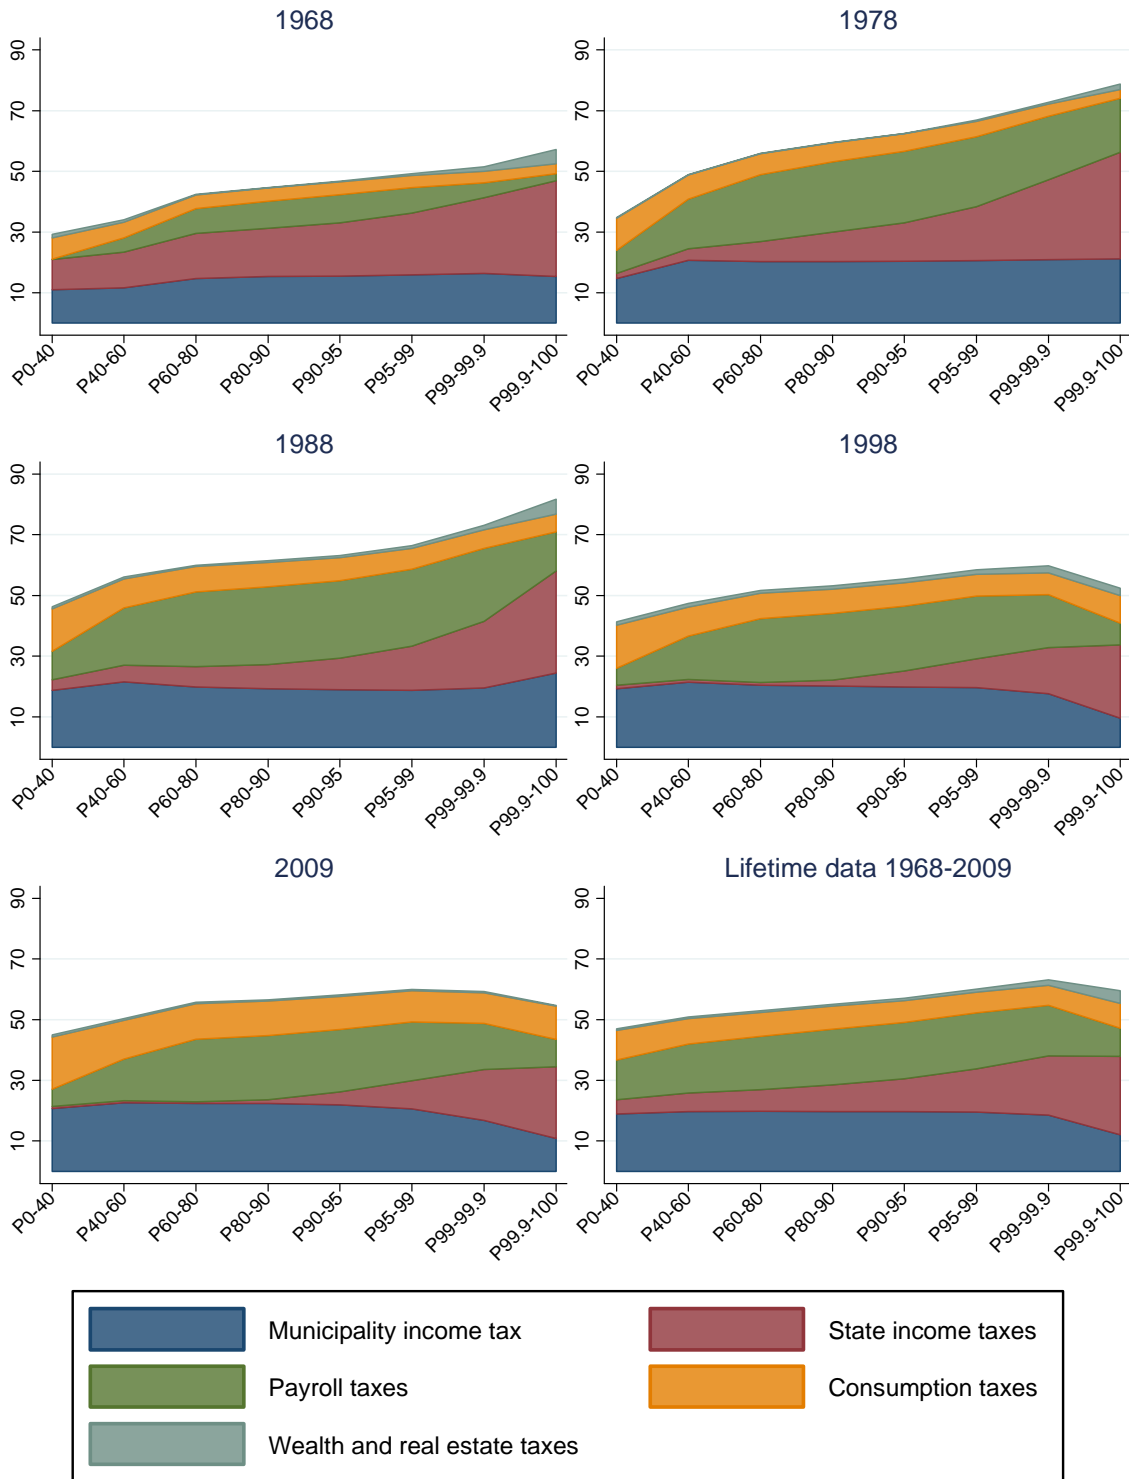 1968
90
70
50
30
10
P0-40
P40-60
P60-80
P80-90
P90-95
P95-99
P99-99.9
P99.9-100
1978
90
70
50
30
10
P0-40
P40-60
P60-80
P80-90
P90-95
P95-99
P99-99.9
P99.9-100
1988
90
70
50
30
10
P0-40
P40-60
P60-80
P80-90
P90-95
P95-99
P99-99.9
P99.9-100
1998
90
70
50
30
10
P0-40
P40-60
P60-80
P80-90
P90-95
P95-99
P99-99.9
P99.9-100
2009
90
70
50
30
10
P0-40
P40-60
P60-80
P80-90
P90-95
P95-99
P99-99.9
P99.9-100
Lifetime data 1968-2009
90
70
50
30
10
P0-40
P40-60
P60-80
P80-90
P90-95
P95-99
P99-99.9
P99.9-100
Municipality income tax
State income taxes
Payroll taxes
Consumption taxes
Wealth and real estate taxes